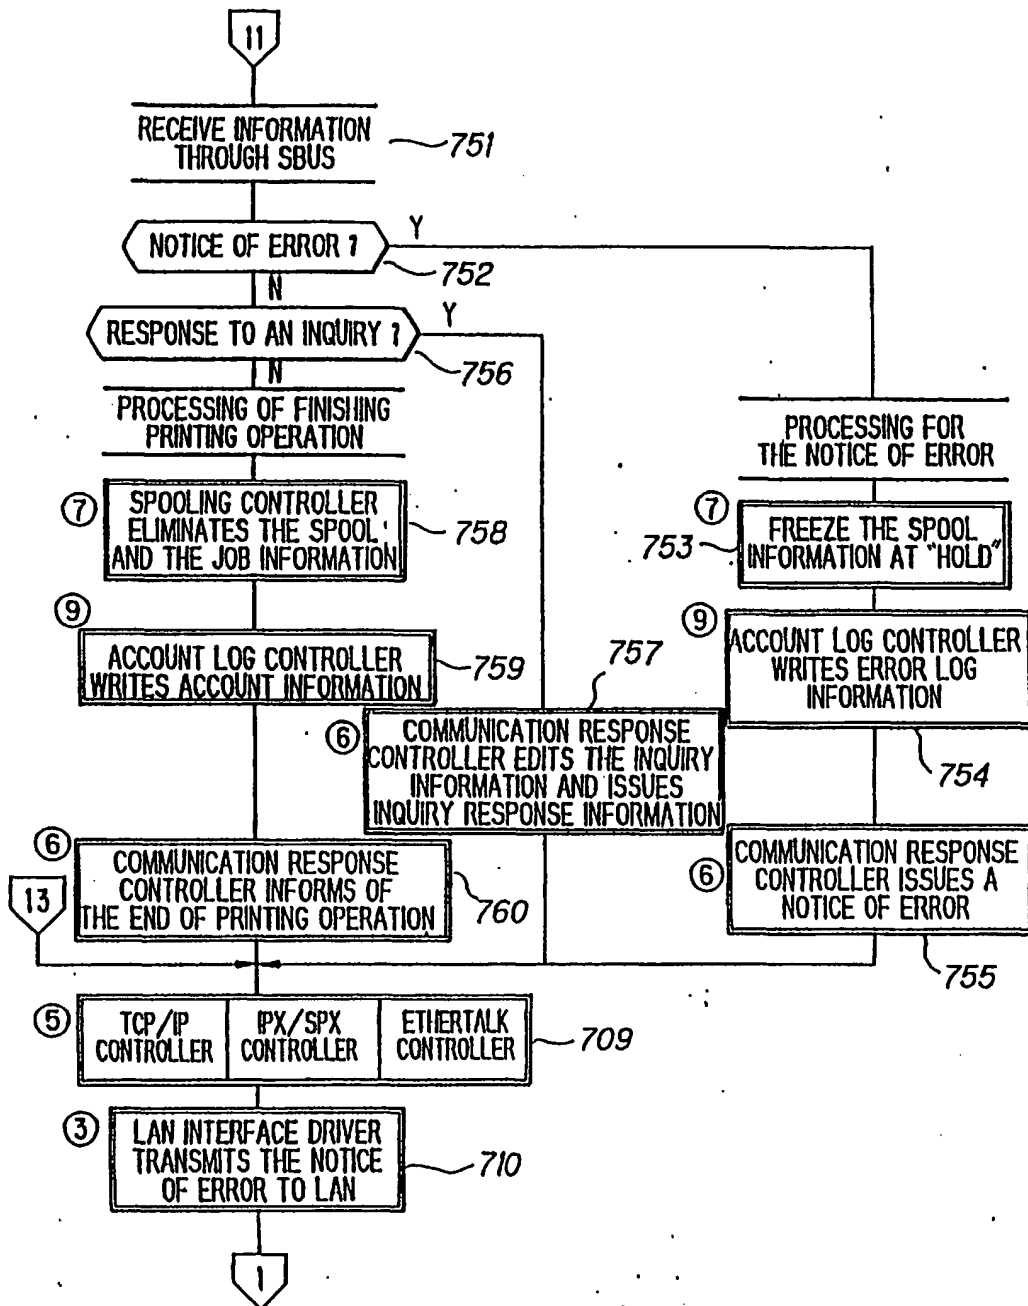 11
RECEIVE INFORMATION
THROUGH SBUS
751
NOTICE OF ERROR ?
Y
752
N
RESPONSE TO AN INQUIRY ?
Y
756
N
PROCESSING OF FINISHING
PRINTING OPERATION
PROCESSING FOR
THE NOTICE OF ERROR
7
SPOOLING CONTROLLER
ELIMINATES THE SPOOL
AND THE JOB INFORMATION
758
7
753
FREEZE THE SPOOL
INFORMATION AT "HOLD"
9
ACCOUNT LOG CONTROLLER
WRITES ACCOUNT INFORMATION
759
9
ACCOUNT LOG CONTROLLER
WRITES ERROR LOG
INFORMATION
754
757
6
COMMUNICATION RESPONSE
CONTROLLER EDITS THE INQUIRY
INFORMATION AND ISSUES
INQUIRY RESPONSE INFORMATION
6
COMMUNICATION RESPONSE
CONTROLLER INFORMS OF
THE END OF PRINTING OPERATION
760
6
COMMUNICATION RESPONSE
CONTROLLER ISSUES A
NOTICE OF ERROR
755
13
5
TCP/IP
CONTROLLER
IPX/SPX
CONTROLLER
ETHERTALK
CONTROLLER
709
3
LAN INTERFACE DRIVER
TRANSMITS THE NOTICE
OF ERROR TO LAN
710
1